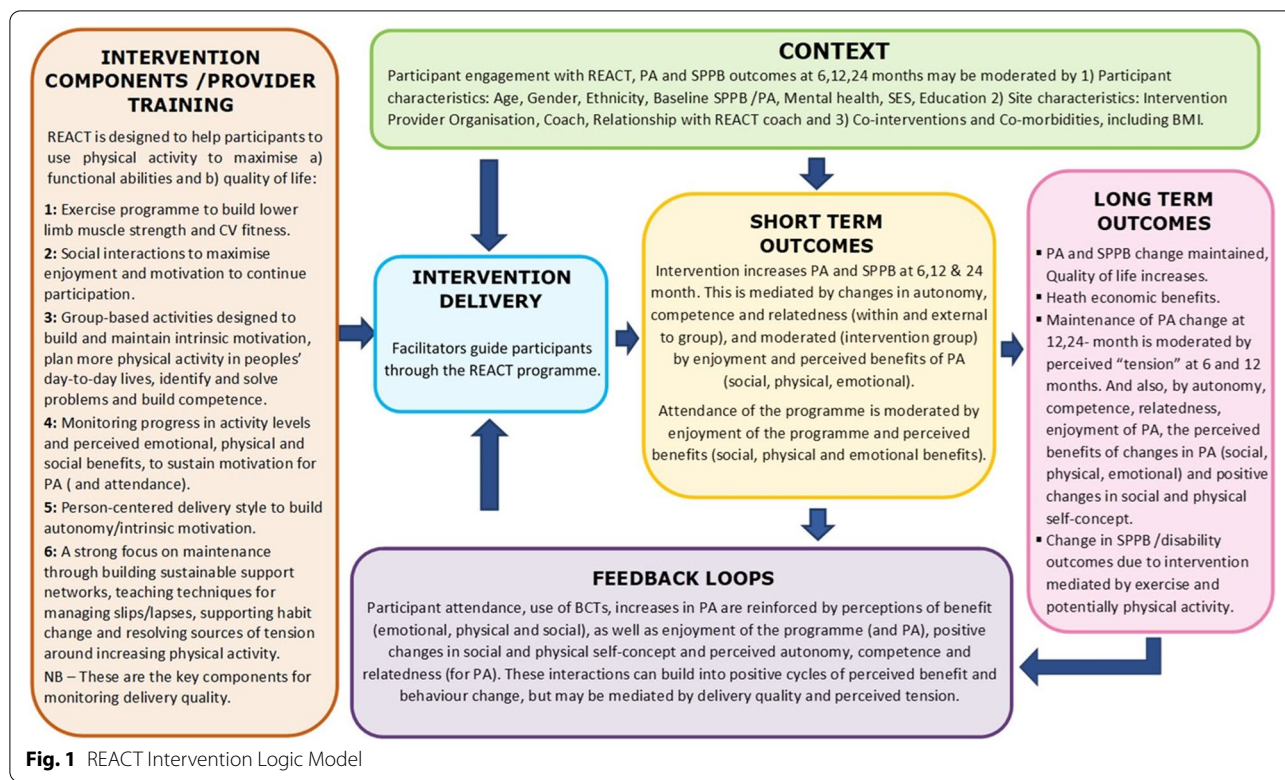 INTERVENTION
COMPONENTS /PROVIDER
TRAINING
REACT is designed to help participants to
use physical activity to maximise a)
functional abilities and b) quality of life:
1: Exercise programme to build lower
limb muscle strength and CV fitness.
2: Social interactions to maximise
enjoyment and motivation to continue
participation.
3: Group-based activities designed to
build and maintain intrinsic motivation,
plan more physical activity in peoples’
day-to-day lives, identify and solve
problems and build competence.
4: Monitoring progress in activity levels
and perceived emotional, physical and
social benefits, to sustain motivation for
PA ( and attendance).
5: Person-centered delivery style to build
autonomy/intrinsic motivation.
6: A strong focus on maintenance
through building sustainable support
networks, teaching techniques for
managing slips/lapses, supporting habit
change and resolving sources of tension
around increasing physical activity.
NB – These are the key components for
monitoring delivery quality.
CONTEXT
Participant engagement with REACT, PA and SPPB outcomes at 6,12,24 months may be moderated by 1) Participant
characteristics: Age, Gender, Ethnicity, Baseline SPPB /PA, Mental health, SES, Education 2) Site characteristics: Intervention
Provider Organisation, Coach, Relationship with REACT coach and 3) Co-interventions and Co-morbidities, including BMI.
INTERVENTION
DELIVERY
Facilitators guide participants
through the REACT programme.
SHORT TERM
OUTCOMES
Intervention increases PA and SPPB at 6,12 & 24
month. This is mediated by changes in autonomy,
competence and relatedness (within and external
to group), and moderated (intervention group)
by enjoyment and perceived benefits of PA
(social, physical, emotional).
Attendance of the programme is moderated by
enjoyment of the programme and perceived
benefits (social, physical and emotional benefits).
LONG TERM
OUTCOMES
▪ PA and SPPB change maintained,
Quality of life increases.
▪ Heath economic benefits.
▪ Maintenance of PA change at
12,24- month is moderated by
perceived “tension” at 6 and 12
months. And also, by autonomy,
competence, relatedness,
enjoyment of PA, the perceived
benefits of changes in PA (social,
physical, emotional) and positive
changes in social and physical
self-concept.
▪ Change in SPPB /disability
outcomes due to intervention
mediated by exercise and
potentially physical activity.
FEEDBACK LOOPS
Participant attendance, use of BCTs, increases in PA are reinforced by perceptions of benefit
(emotional, physical and social), as well as enjoyment of the programme (and PA), positive
changes in social and physical self-concept and perceived autonomy, competence and
relatedness (for PA). These interactions can build into positive cycles of perceived benefit and
behaviour change, but may be mediated by delivery quality and perceived tension.
Fig. 1 REACT Intervention Logic Model